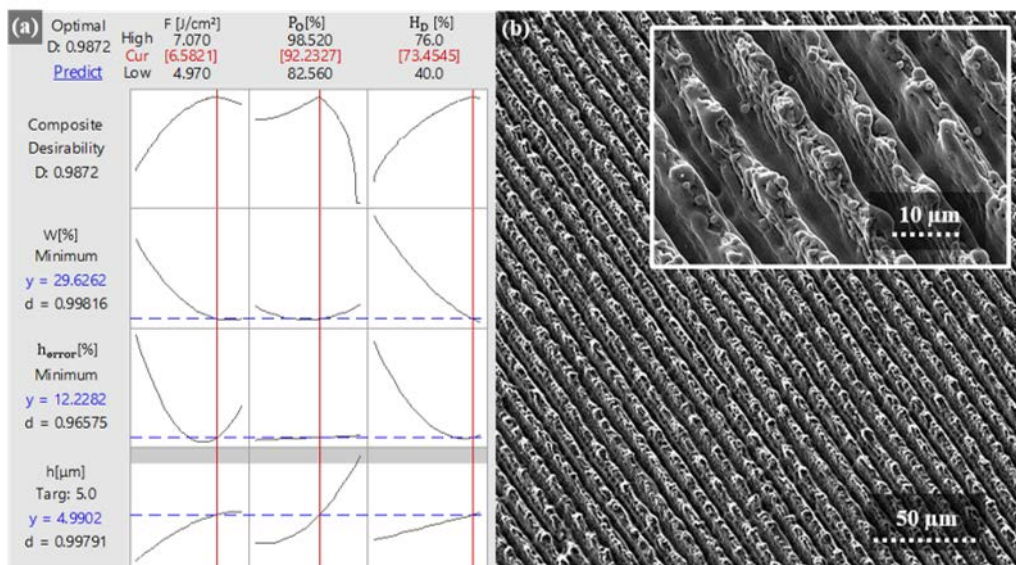 (a)
Optimal
D: 0.9872
Predict
High
Cur
Low
F [J/cm²]
7.070
[6.5821]
4.970
P_O[%]
98.520
[92.2327]
82.560
H_D [%]
76.0
[73.4545]
40.0
Composite
Desirability
D: 0.9872
W[%]
Minimum
y = 29.6262
d = 0.99816
h_error[%]
Minimum
y = 12.2282
d = 0.96575
h[µm]
Targ: 5.0
y = 4.9902
d = 0.99791
(b)
10 µm
50 µm